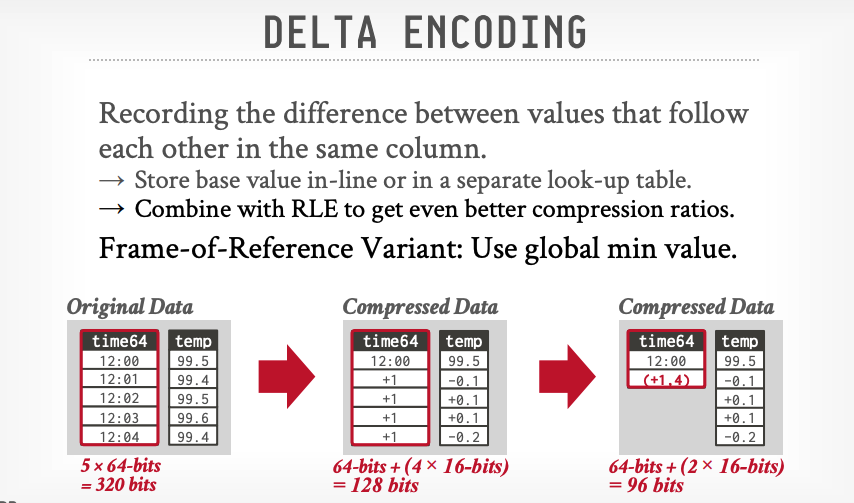 DELTA ENCODING
Recording the difference between values that follow
each other in the same column.
→ Store base value in-line or in a separate look-up table.
→ Combine with RLE to get even better compression ratios.
Frame-of-Reference Variant: Use global min value.
Original Data
time64 temp
12:00 99.5
12:01 99.4
12:02 99.5
12:03 99.6
12:04 99.4
5 × 64-bits
= 320 bits
Compressed Data
time64 temp
12:00 99.5
+1 -0.1
+1 +0.1
+1 +0.1
+1 -0.2
64-bits + (4 × 16-bits)
= 128 bits
Compressed Data
time64 temp
12:00 99.5
(+1,4) -0.1
+0.1
+0.1
-0.2
64-bits + (2 × 16-bits)
= 96 bits